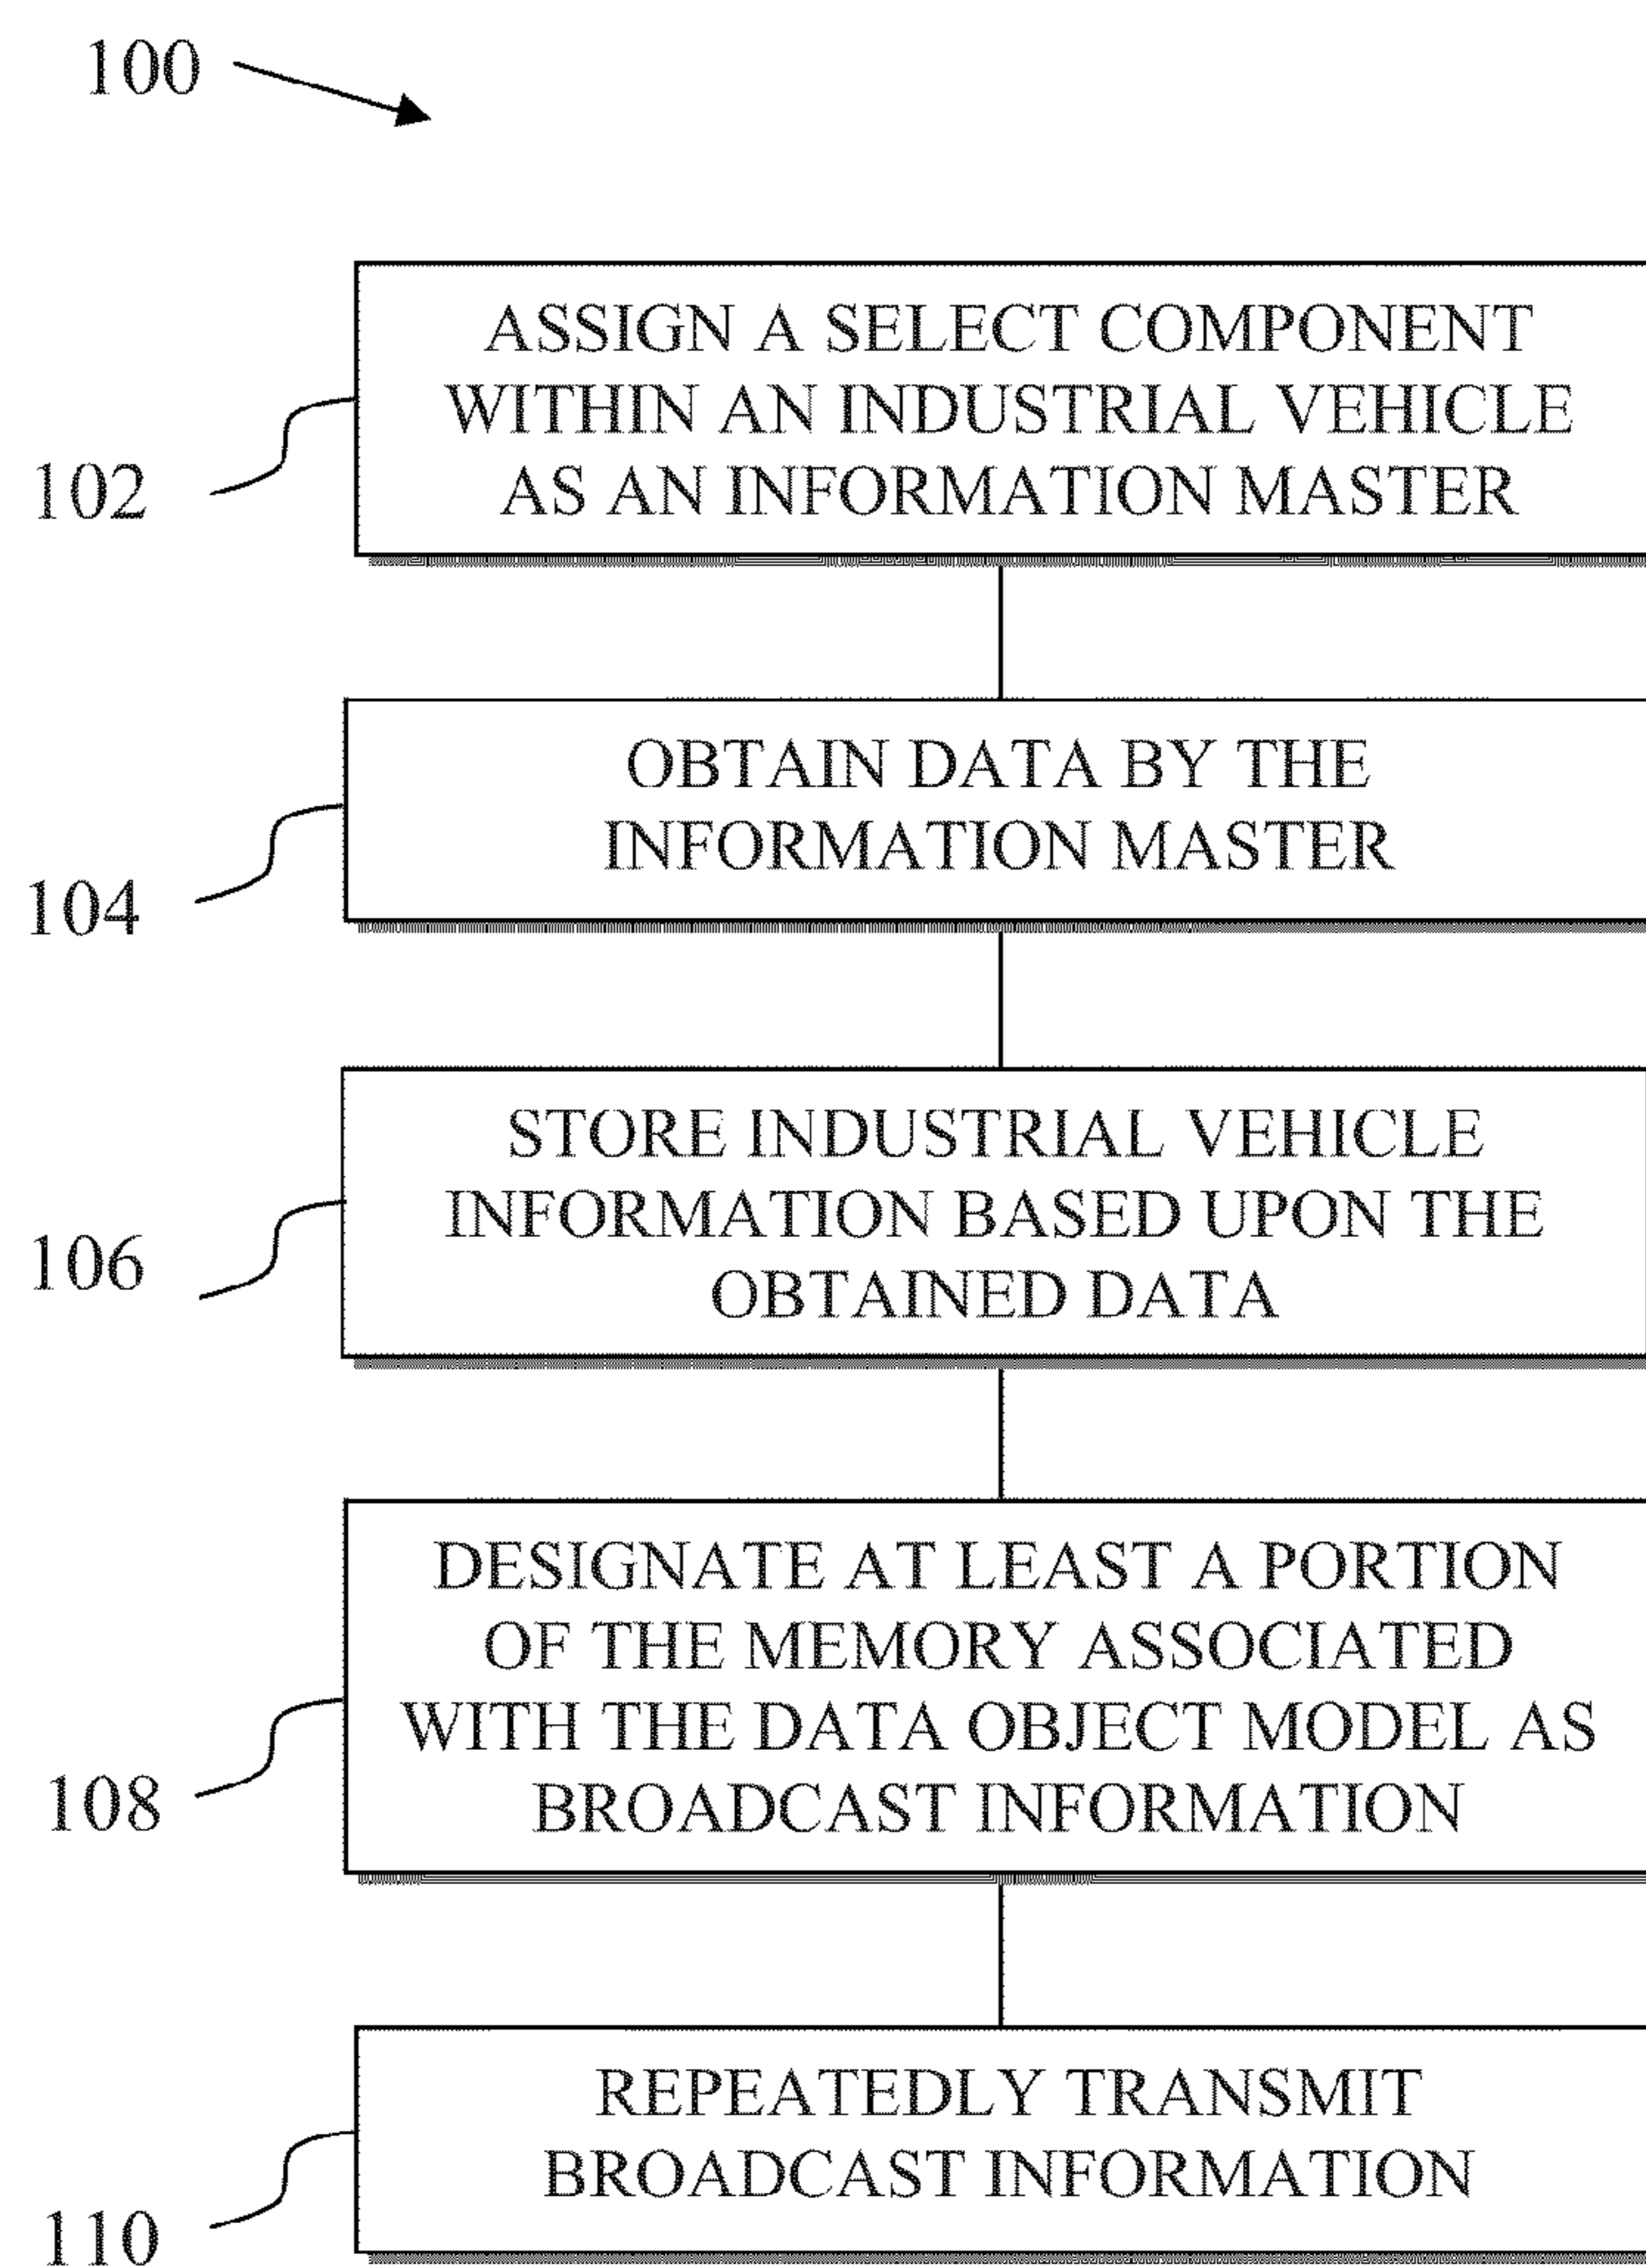 100
ASSIGN A SELECT COMPONENT
WITHIN AN INDUSTRIAL VEHICLE
AS AN INFORMATION MASTER
102
OBTAIN DATA BY THE
INFORMATION MASTER
104
STORE INDUSTRIAL VEHICLE
INFORMATION BASED UPON THE
OBTAINED DATA
106
DESIGNATE AT LEAST A PORTION
OF THE MEMORY ASSOCIATED
WITH THE DATA OBJECT MODEL AS
BROADCAST INFORMATION
108
REPEATEDLY TRANSMIT
BROADCAST INFORMATION
110